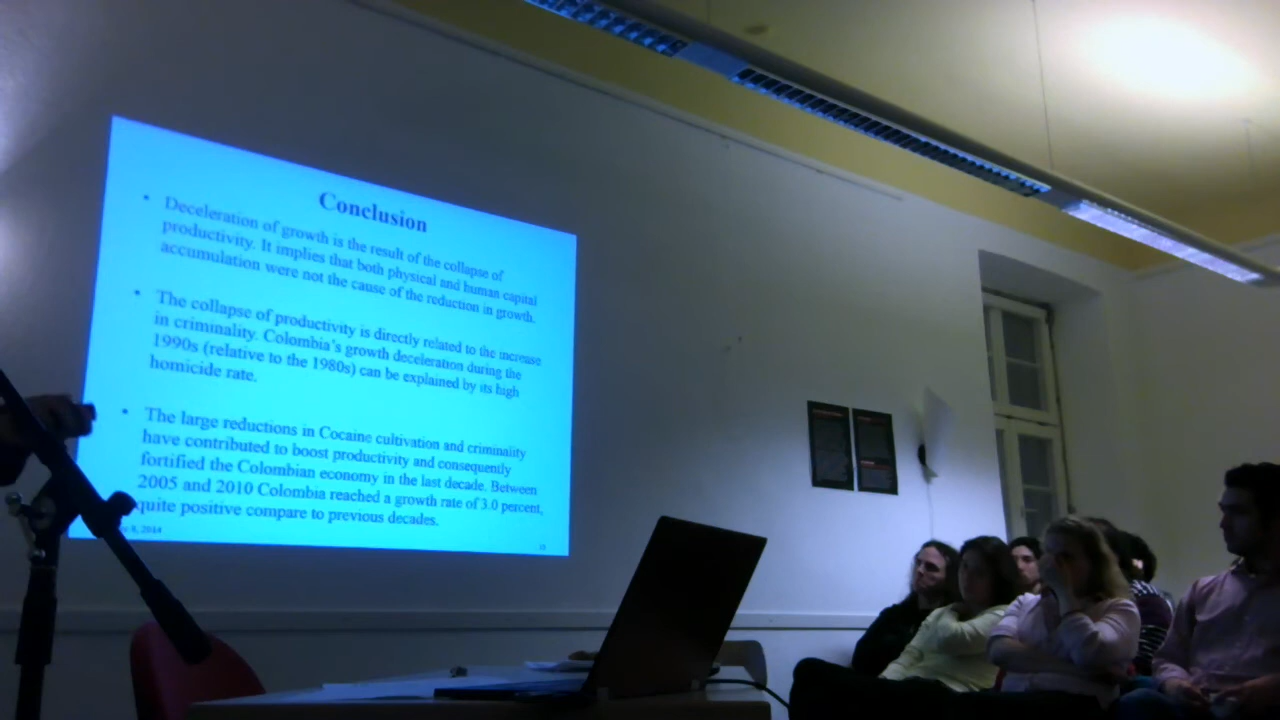 Conclusion
• Deceleration of growth is the result of the collapse of
productivity. It implies that both physical and human capital
accumulation were not the cause of the reduction in growth.
• The collapse of productivity is directly related to the increase
in criminality. Colombia's growth deceleration during the
1990s (relative to the 1980s) can be explained by its high
homicide rate.
• The large reductions in Cocaine cultivation and criminality
have contributed to boost productivity and consequently
fortified the Colombian economy in the last decade. Between
2005 and 2010 Colombia reached a growth rate of 3.0 percent,
quite positive compare to previous decades.
8, 2014